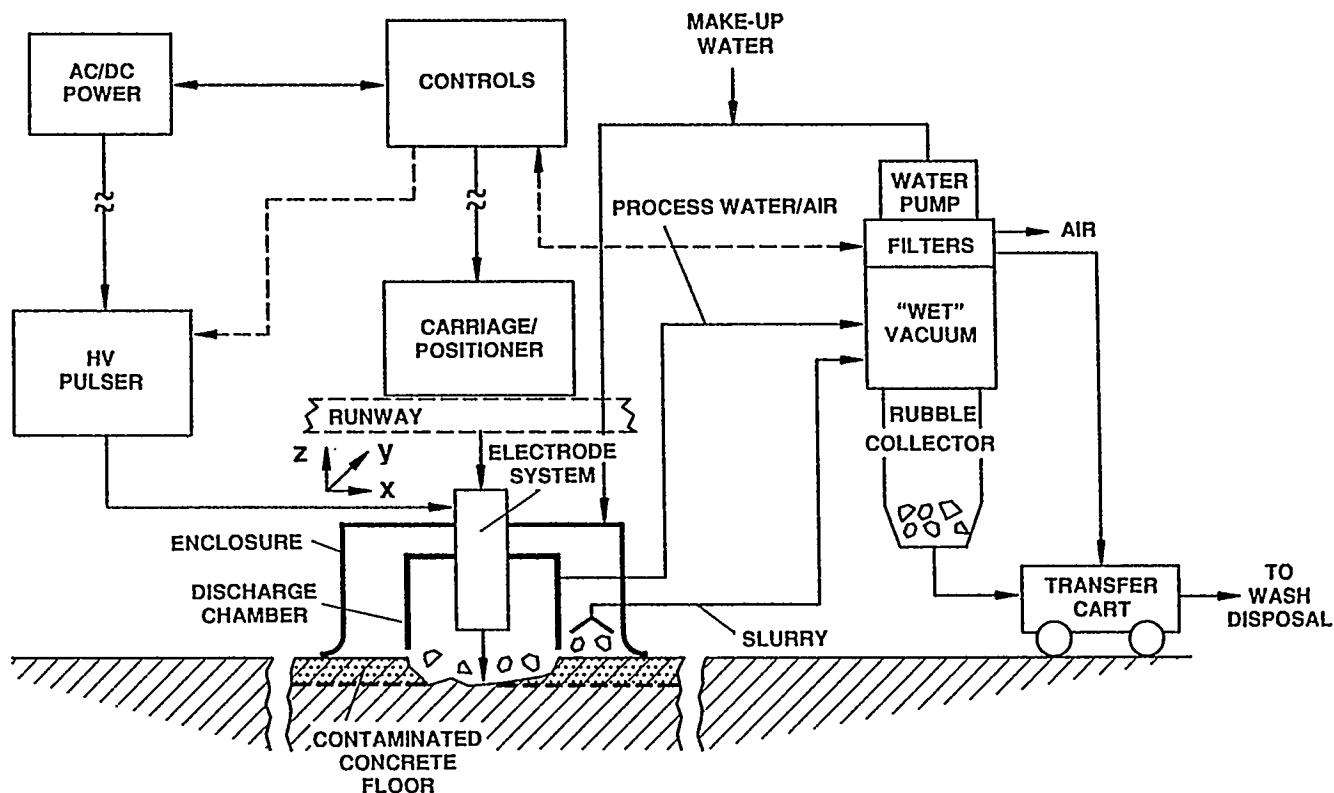 MAKE-UP
WATER
AC/DC
POWER
CONTROLS
WATER
PUMP
PROCESS WATER/AIR
FILTERS
AIR
HV
PULSER
CARRIAGE/
POSITIONER
"WET"
VACUUM
RUNWAY
RUBBLE
COLLECTOR
z
y
x
ELECTRODE
SYSTEM
ENCLOSURE
DISCHARGE
CHAMBER
SLURRY
TRANSFER
CART
TO
WASH
DISPOSAL
CONTAMINATED
CONCRETE
FLOOR